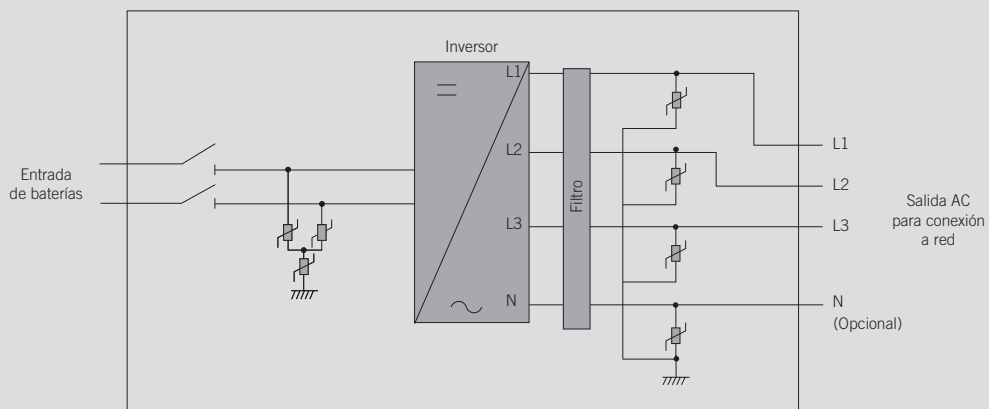 Inversor
L1
L2
L3
N
Filtro
Entrada
de baterías
L1
L2
L3
N
(Opcional)
Salida AC
para conexión
a red